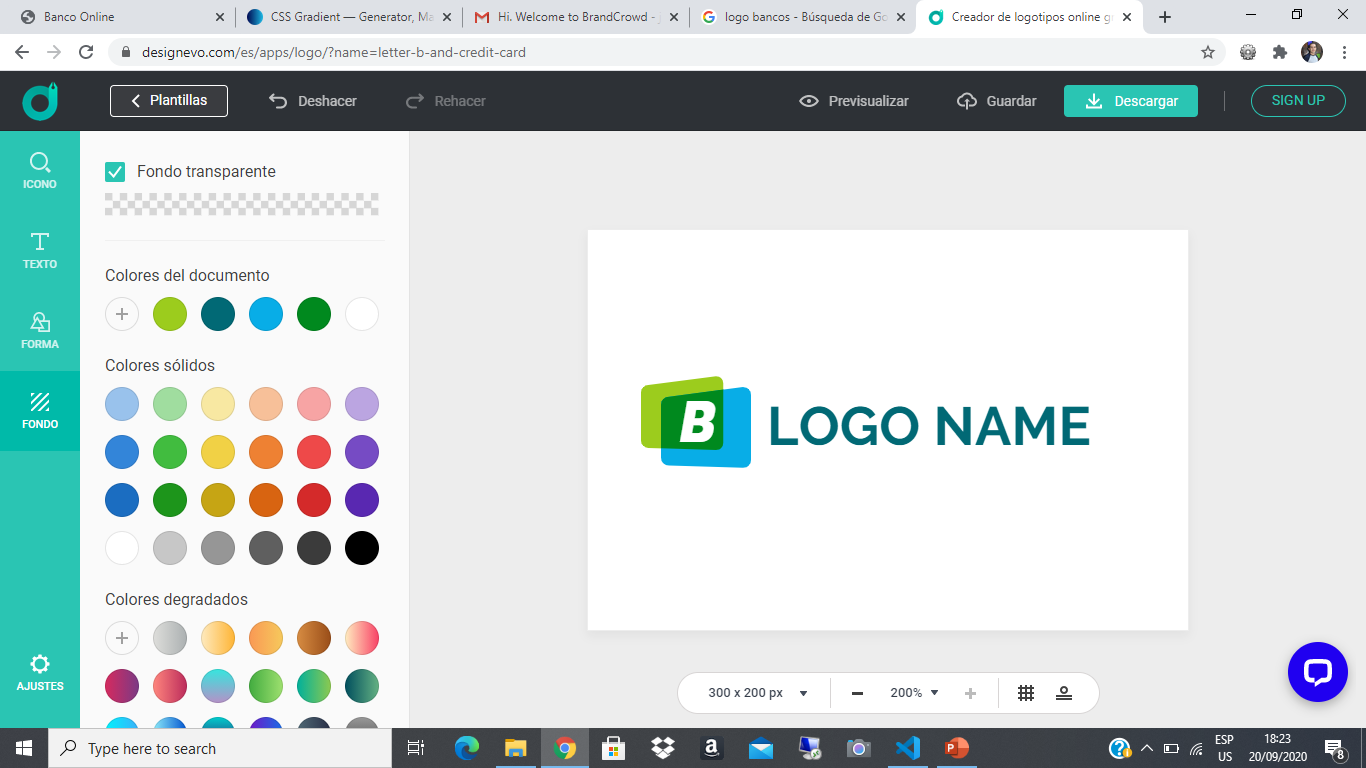 Banco Online
CSS Gradient — Generator, Ma
Hi. Welcome to BrandCrowd - J
logo bancos - Búsqueda de Go
Creador de logotipos online gr
designevo.com/es/apps/logo/?name=letter-b-and-credit-card
Plantillas
Deshacer
Rehacer
Previsualizar
Guardar
Descargar
SIGN UP
ICONO
TEXTO
FORMA
FONDO
AJUSTES
Fondo transparente
Colores del documento
Colores sólidos
Colores degradados
B LOGO NAME
300 x 200 px
200%
Type here to search
ESP
US
18:23
20/09/2020
8